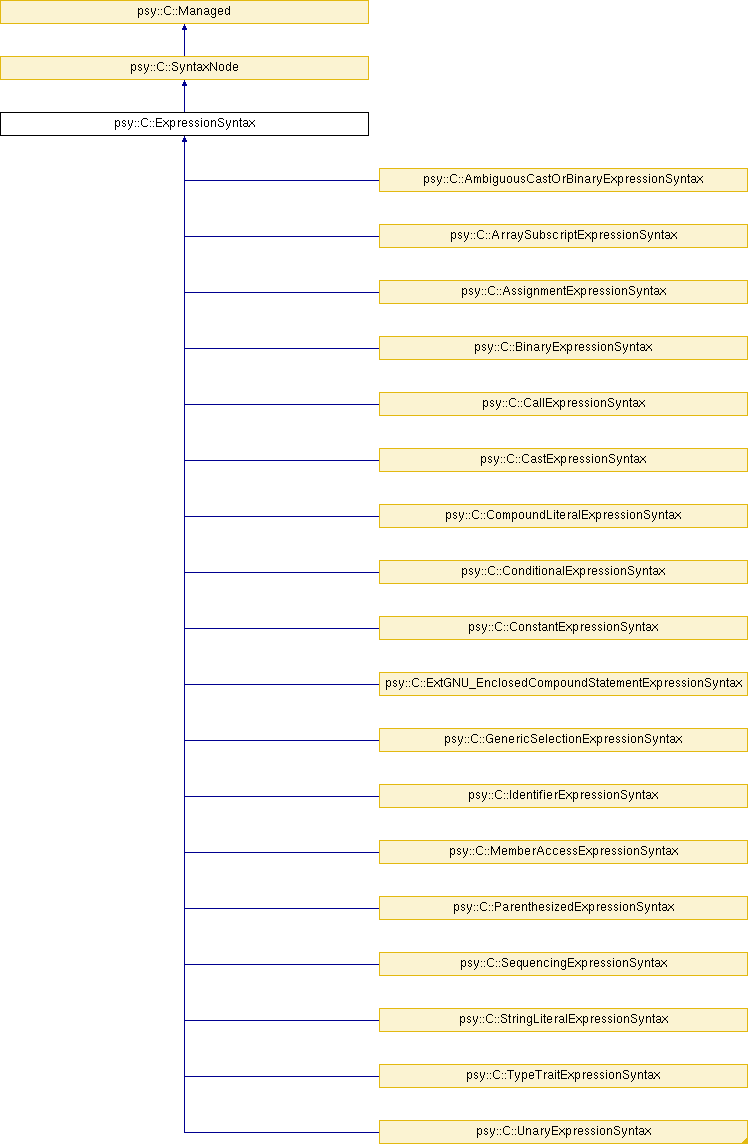 psy::C::Managed
psy::C::SyntaxNode
psy::C::ExpressionSyntax
psy::C::AmbiguousCastOrBinaryExpressionSyntax
psy::C::ArraySubscriptExpressionSyntax
psy::C::AssignmentExpressionSyntax
psy::C::BinaryExpressionSyntax
psy::C::CallExpressionSyntax
psy::C::CastExpressionSyntax
psy::C::CompoundLiteralExpressionSyntax
psy::C::ConditionalExpressionSyntax
psy::C::ConstantExpressionSyntax
psy::C::ExtGNU_EnclosedCompoundStatementExpressionSyntax
psy::C::GenericSelectionExpressionSyntax
psy::C::IdentifierExpressionSyntax
psy::C::MemberAccessExpressionSyntax
psy::C::ParenthesizedExpressionSyntax
psy::C::SequencingExpressionSyntax
psy::C::StringLiteralExpressionSyntax
psy::C::TypeTraitExpressionSyntax
psy::C::UnaryExpressionSyntax